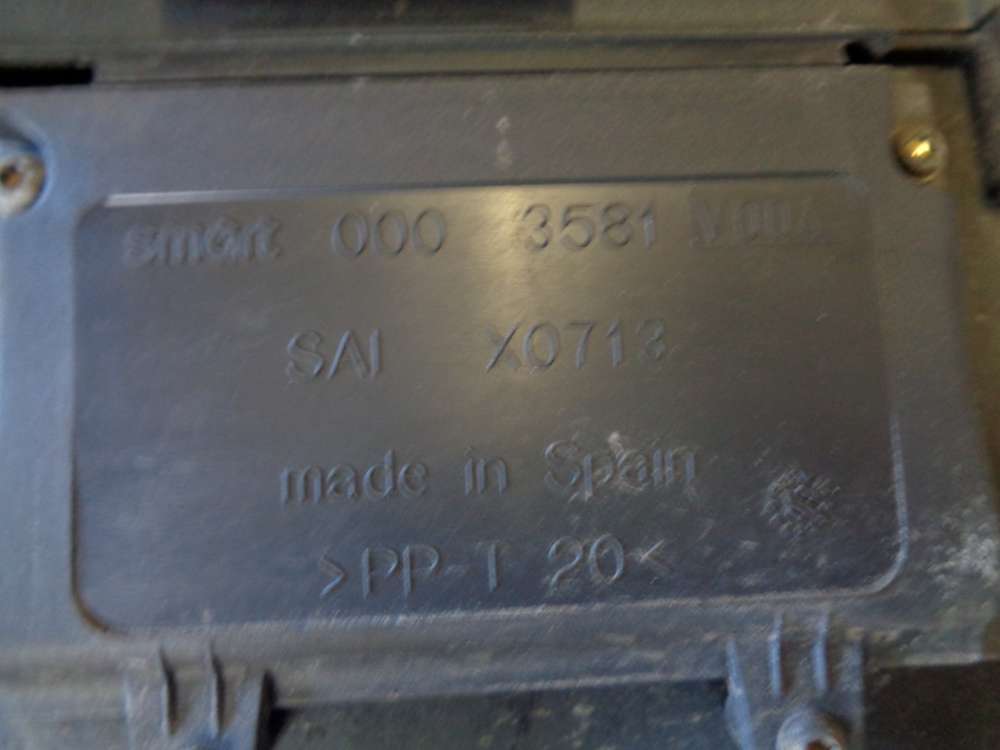 smart 000 3581
SAI X0713
made in Spain
>PP-T 20<